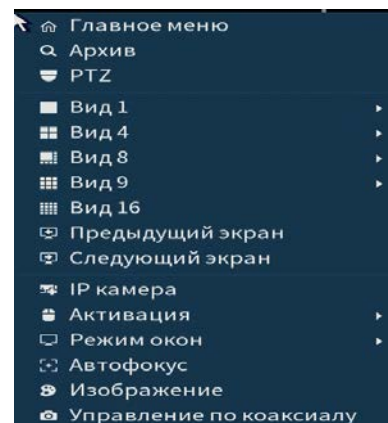 Главное меню
Архив
PTZ
Вид 1
Вид 4
Вид 8
Вид 9
Вид 16
Предыдущий экран
Следующий экран
IP камера
Активация
Режим окон
Автофокус
Изображение
Управление по коаксиалу